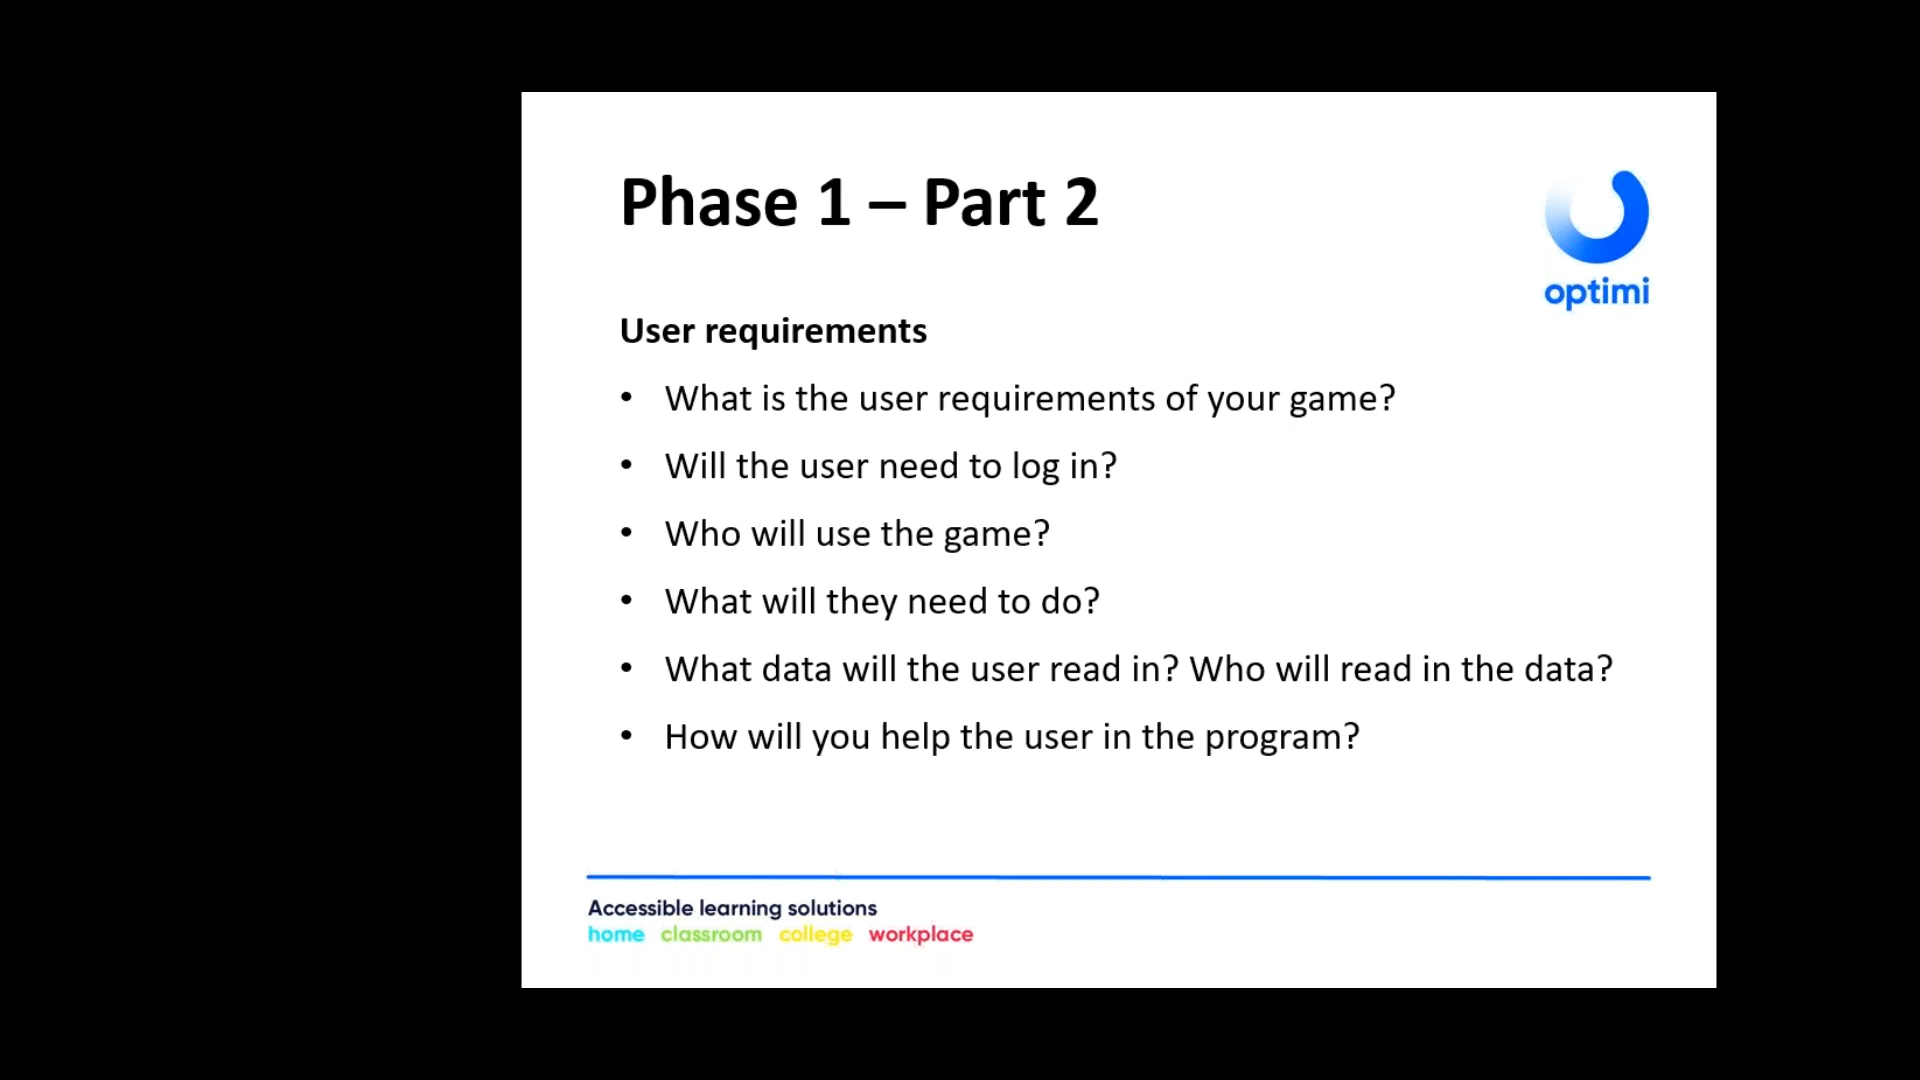 Phase 1 – Part 2
optimi
User requirements
• What is the user requirements of your game?
• Will the user need to log in?
• Who will use the game?
• What will they need to do?
• What data will the user read in? Who will read in the data?
• How will you help the user in the program?
Accessible learning solutions
home classroom college workplace